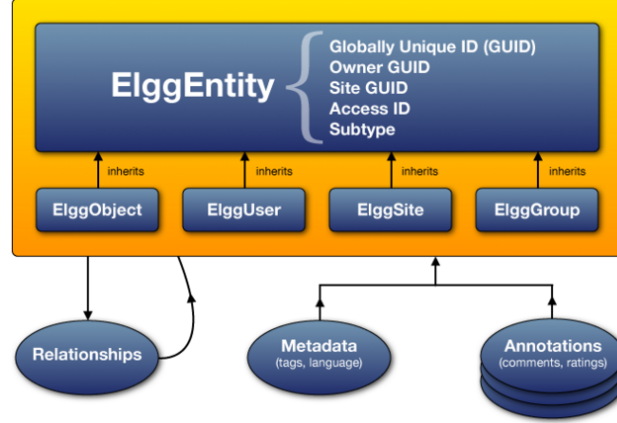 ElggEntity
Globally Unique ID (GUID)
Owner GUID
Site GUID
Access ID
Subtype
inherits
inherits
inherits
inherits
ElggObject
ElggUser
ElggSite
ElggGroup
Relationships
Metadata
(tags, language)
Annotations
(comments, ratings)